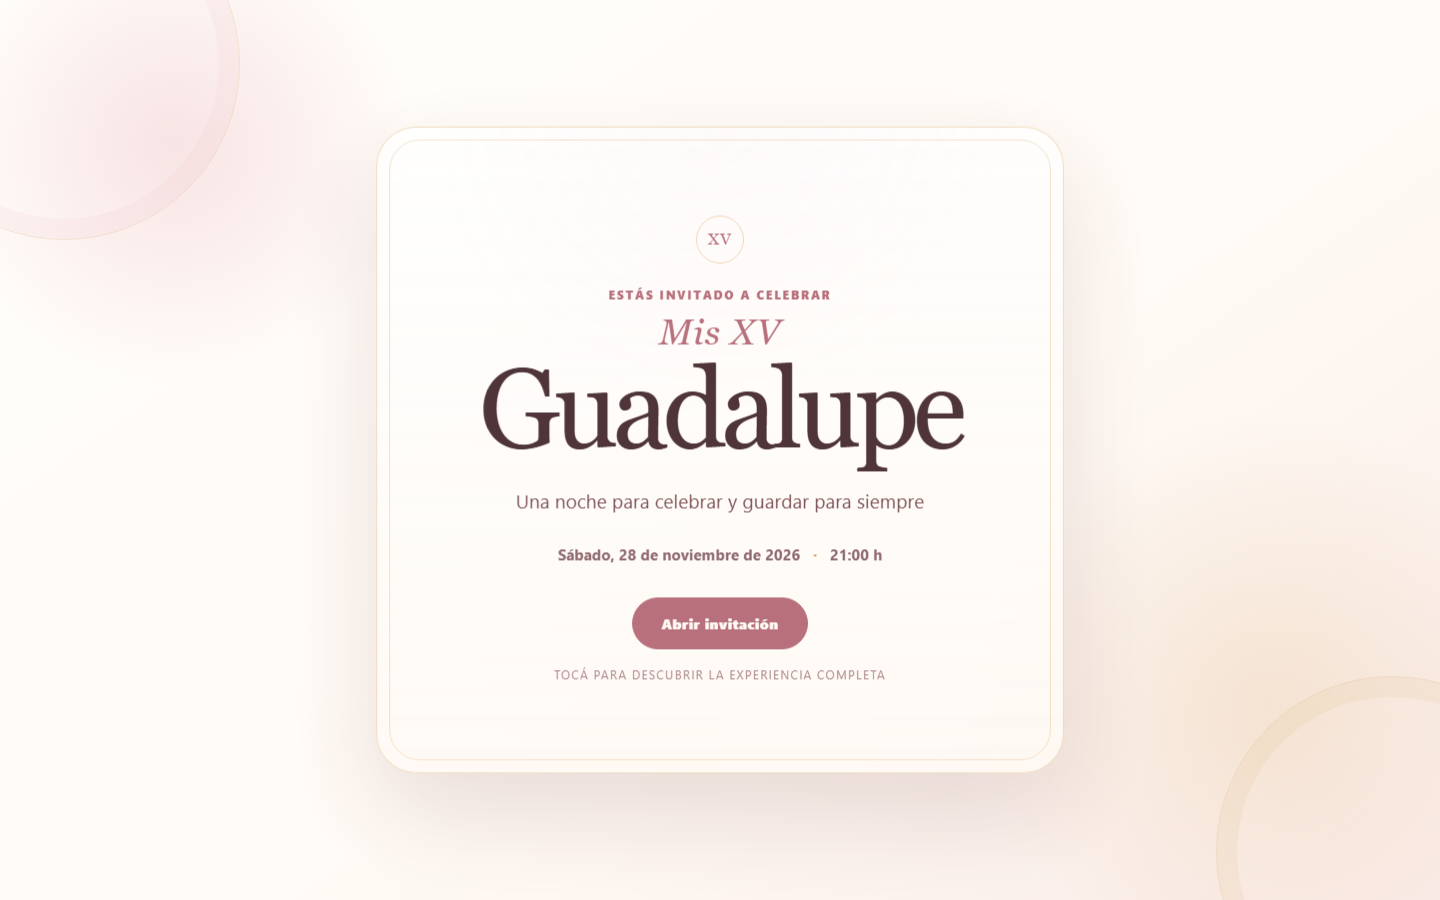 XV
ESTÁS INVITADO A CELEBRAR
Mis XV
Guadalupe
Una noche para celebrar y guardar para siempre
Sábado, 28 de noviembre de 2026 · 21:00 h
Abrir invitación
TOCÁ PARA DESCUBRIR LA EXPERIENCIA COMPLETA